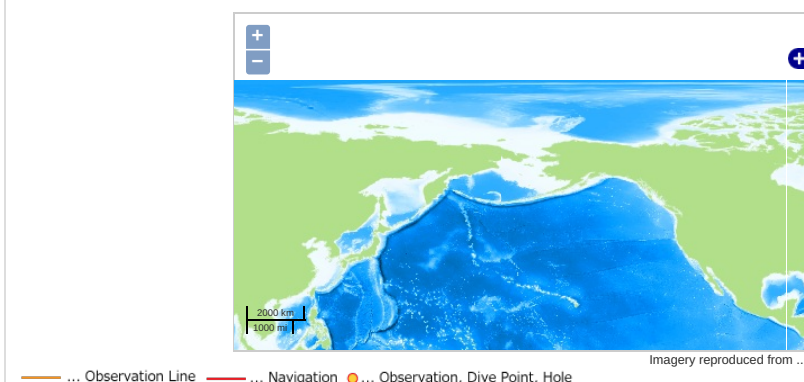 +
−
+
2000 km
1000 mi
Imagery reproduced from ...
... Observation Line ... Navigation ... Observation, Dive Point, Hole